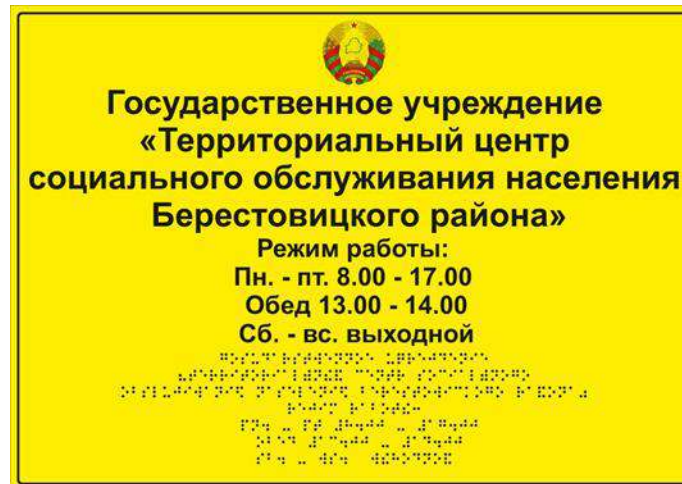 Государственное учреждение
«Территориальный центр
социального обслуживания населения
Берестовицкого района»
Режим работы:
Пн. - пт. 8.00 - 17.00
Обед 13.00 - 14.00
Сб. - вс. выходной